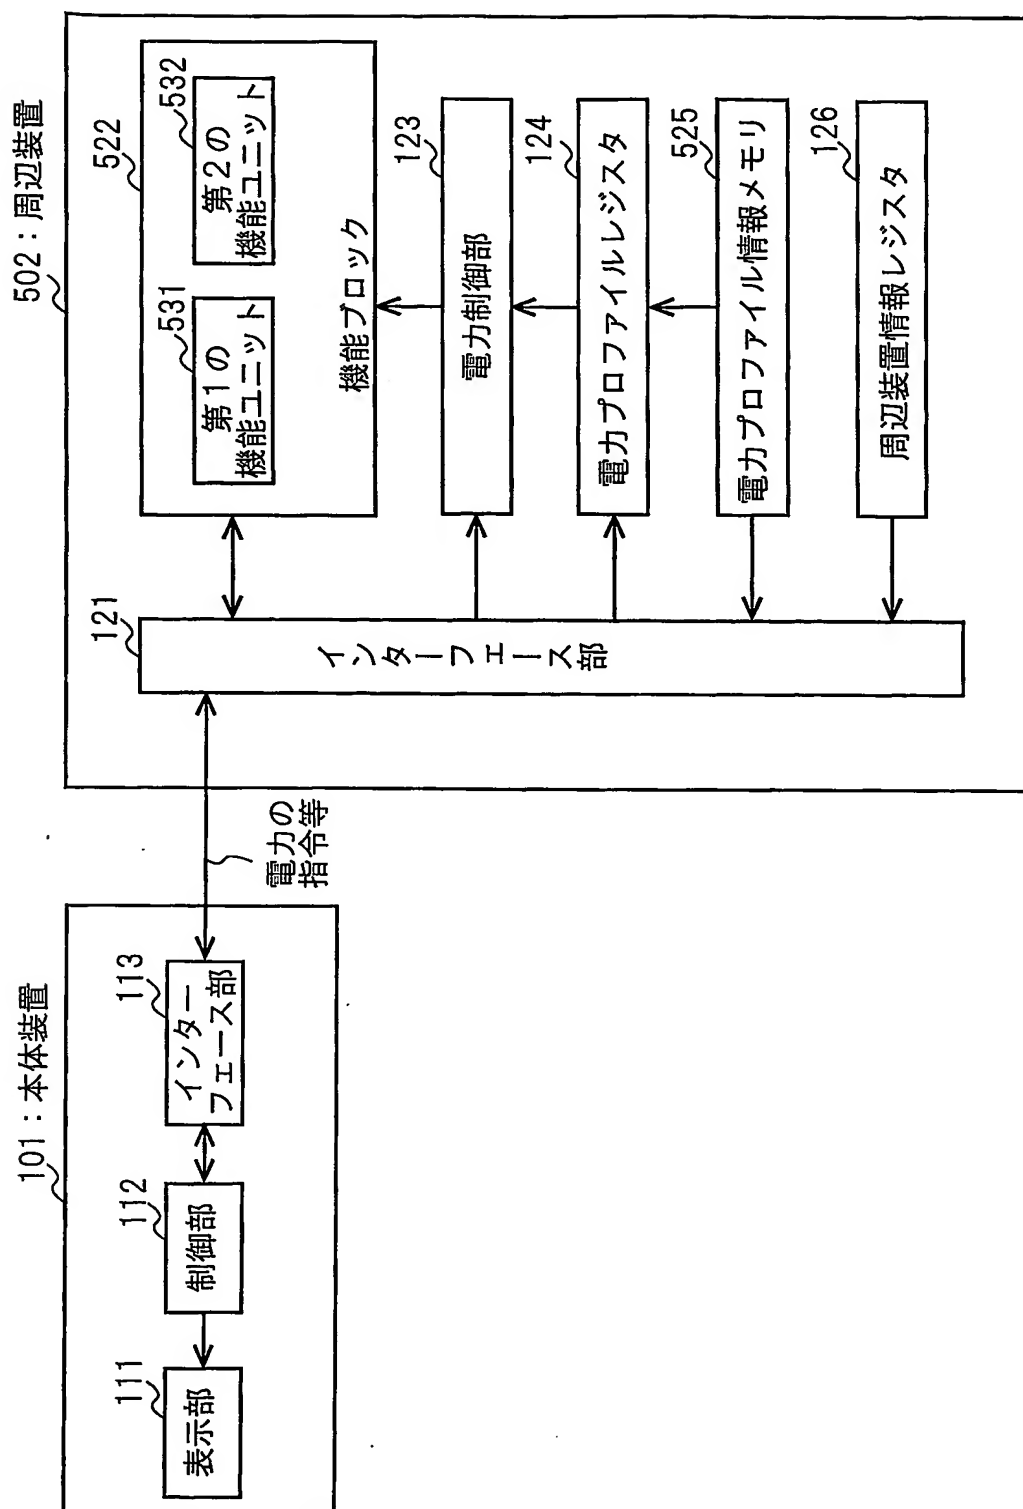 101：本体装置
111
表示部
112
制御部
113
インター
フェース部
電力の
指令等
502：周辺装置
121
インターフェース部
522
531
第1の
機能ユニット
532
第2の
機能ユニット
機能ブロック
123
電力制御部
124
電力プロファイルレジスタ
525
電力プロファイル情報メモリ
126
周辺装置情報レジスタ